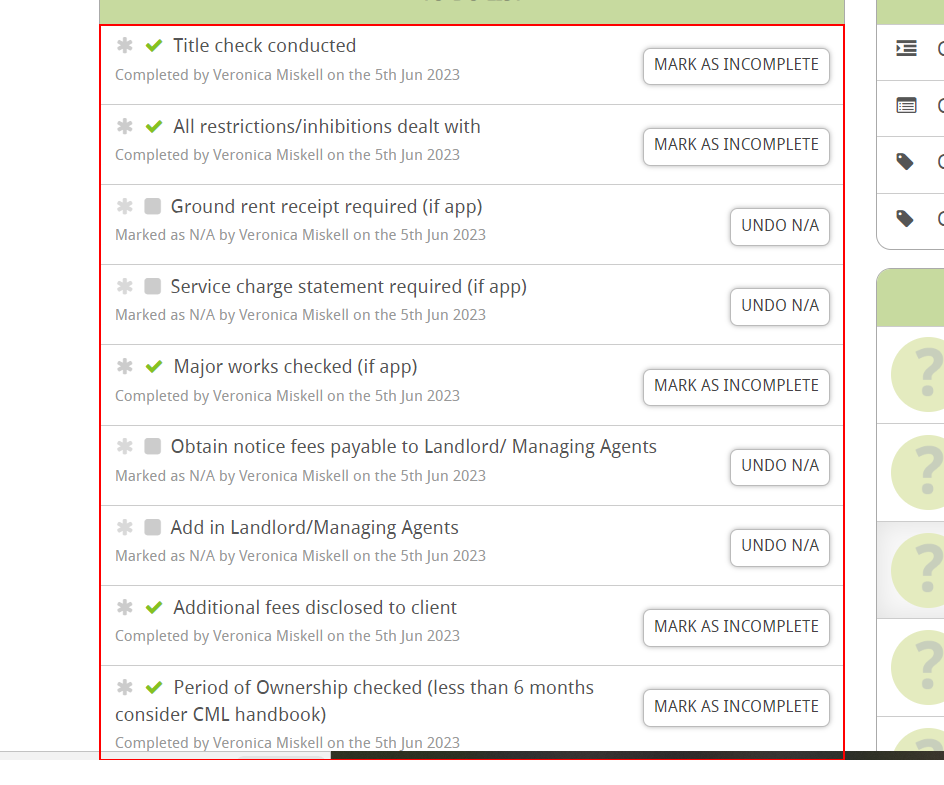 Title check conducted
Completed by Veronica Miskell on the 5th Jun 2023
MARK AS INCOMPLETE
All restrictions/inhibitions dealt with
Completed by Veronica Miskell on the 5th Jun 2023
MARK AS INCOMPLETE
Ground rent receipt required (if app)
Marked as N/A by Veronica Miskell on the 5th Jun 2023
UNDO N/A
Service charge statement required (if app)
Marked as N/A by Veronica Miskell on the 5th Jun 2023
UNDO N/A
Major works checked (if app)
Completed by Veronica Miskell on the 5th Jun 2023
MARK AS INCOMPLETE
Obtain notice fees payable to Landlord/ Managing Agents
Marked as N/A by Veronica Miskell on the 5th Jun 2023
UNDO N/A
Add in Landlord/Managing Agents
Marked as N/A by Veronica Miskell on the 5th Jun 2023
UNDO N/A
Additional fees disclosed to client
Completed by Veronica Miskell on the 5th Jun 2023
MARK AS INCOMPLETE
Period of Ownership checked (less than 6 months
consider CML handbook)
Completed by Veronica Miskell on the 5th Jun 2023
MARK AS INCOMPLETE
?
?
?
?